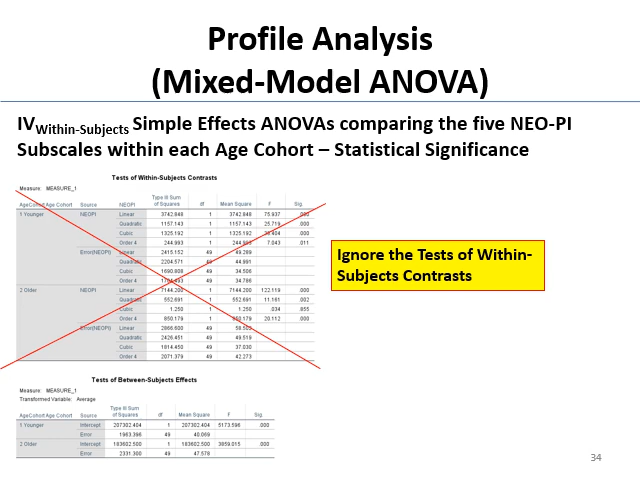 Profile Analysis
(Mixed-Model ANOVA)
IVWithin-Subjects Simple Effects ANOVAs comparing the five NEO-PI
Subscales within each Age Cohort – Statistical Significance
Tests of Within-Subjects Contrasts
Measure: MEASURE_1
AgeCohort Age Cohort Source NEOPI Type III Sum of Squares df Mean Square F Sig.
1 Younger NEOPI Linear 3742.848 1 3742.848 75.937 .000
Quadratic 1157.143 1 1157.143 25.719 .000
Cubic 1325.192 1 1325.192 .000
Order 4 244.993 1 244.993 7.043 .011
Error(NEOPI) Linear 2415.152 49 49.289
Quadratic 2204.571 49 44.991
Cubic 1690.908 49 34.508
Order 4 49 34.786
2 Older NEOPI Linear 7144.200 1 7144.200 122.119 .000
Quadratic 552.691 1 552.691 11.161 .002
Cubic 1.250 1 1.250 .034 .855
Order 4 850.179 1 850.179 20.112 .000
Error(NEOPI) Linear 2866.600 49 58.502
Quadratic 2426.451 49 49.519
Cubic 1814.450 49 37.030
Order 4 2071.379 49 42.273
Ignore the Tests of Within-
Subjects Contrasts
Tests of Between-Subjects Effects
Measure: MEASURE_1
Transformed Variable: Average
AgeCohort Age Cohort Source Type III Sum of Squares df Mean Square F Sig.
1 Younger Intercept 207302.404 1 207302.404 5173.596 .000
Error 1963.396 49 40.069
2 Older Intercept 183602.500 1 183602.500 3859.015 .000
Error 2331.300 49 47.578
34